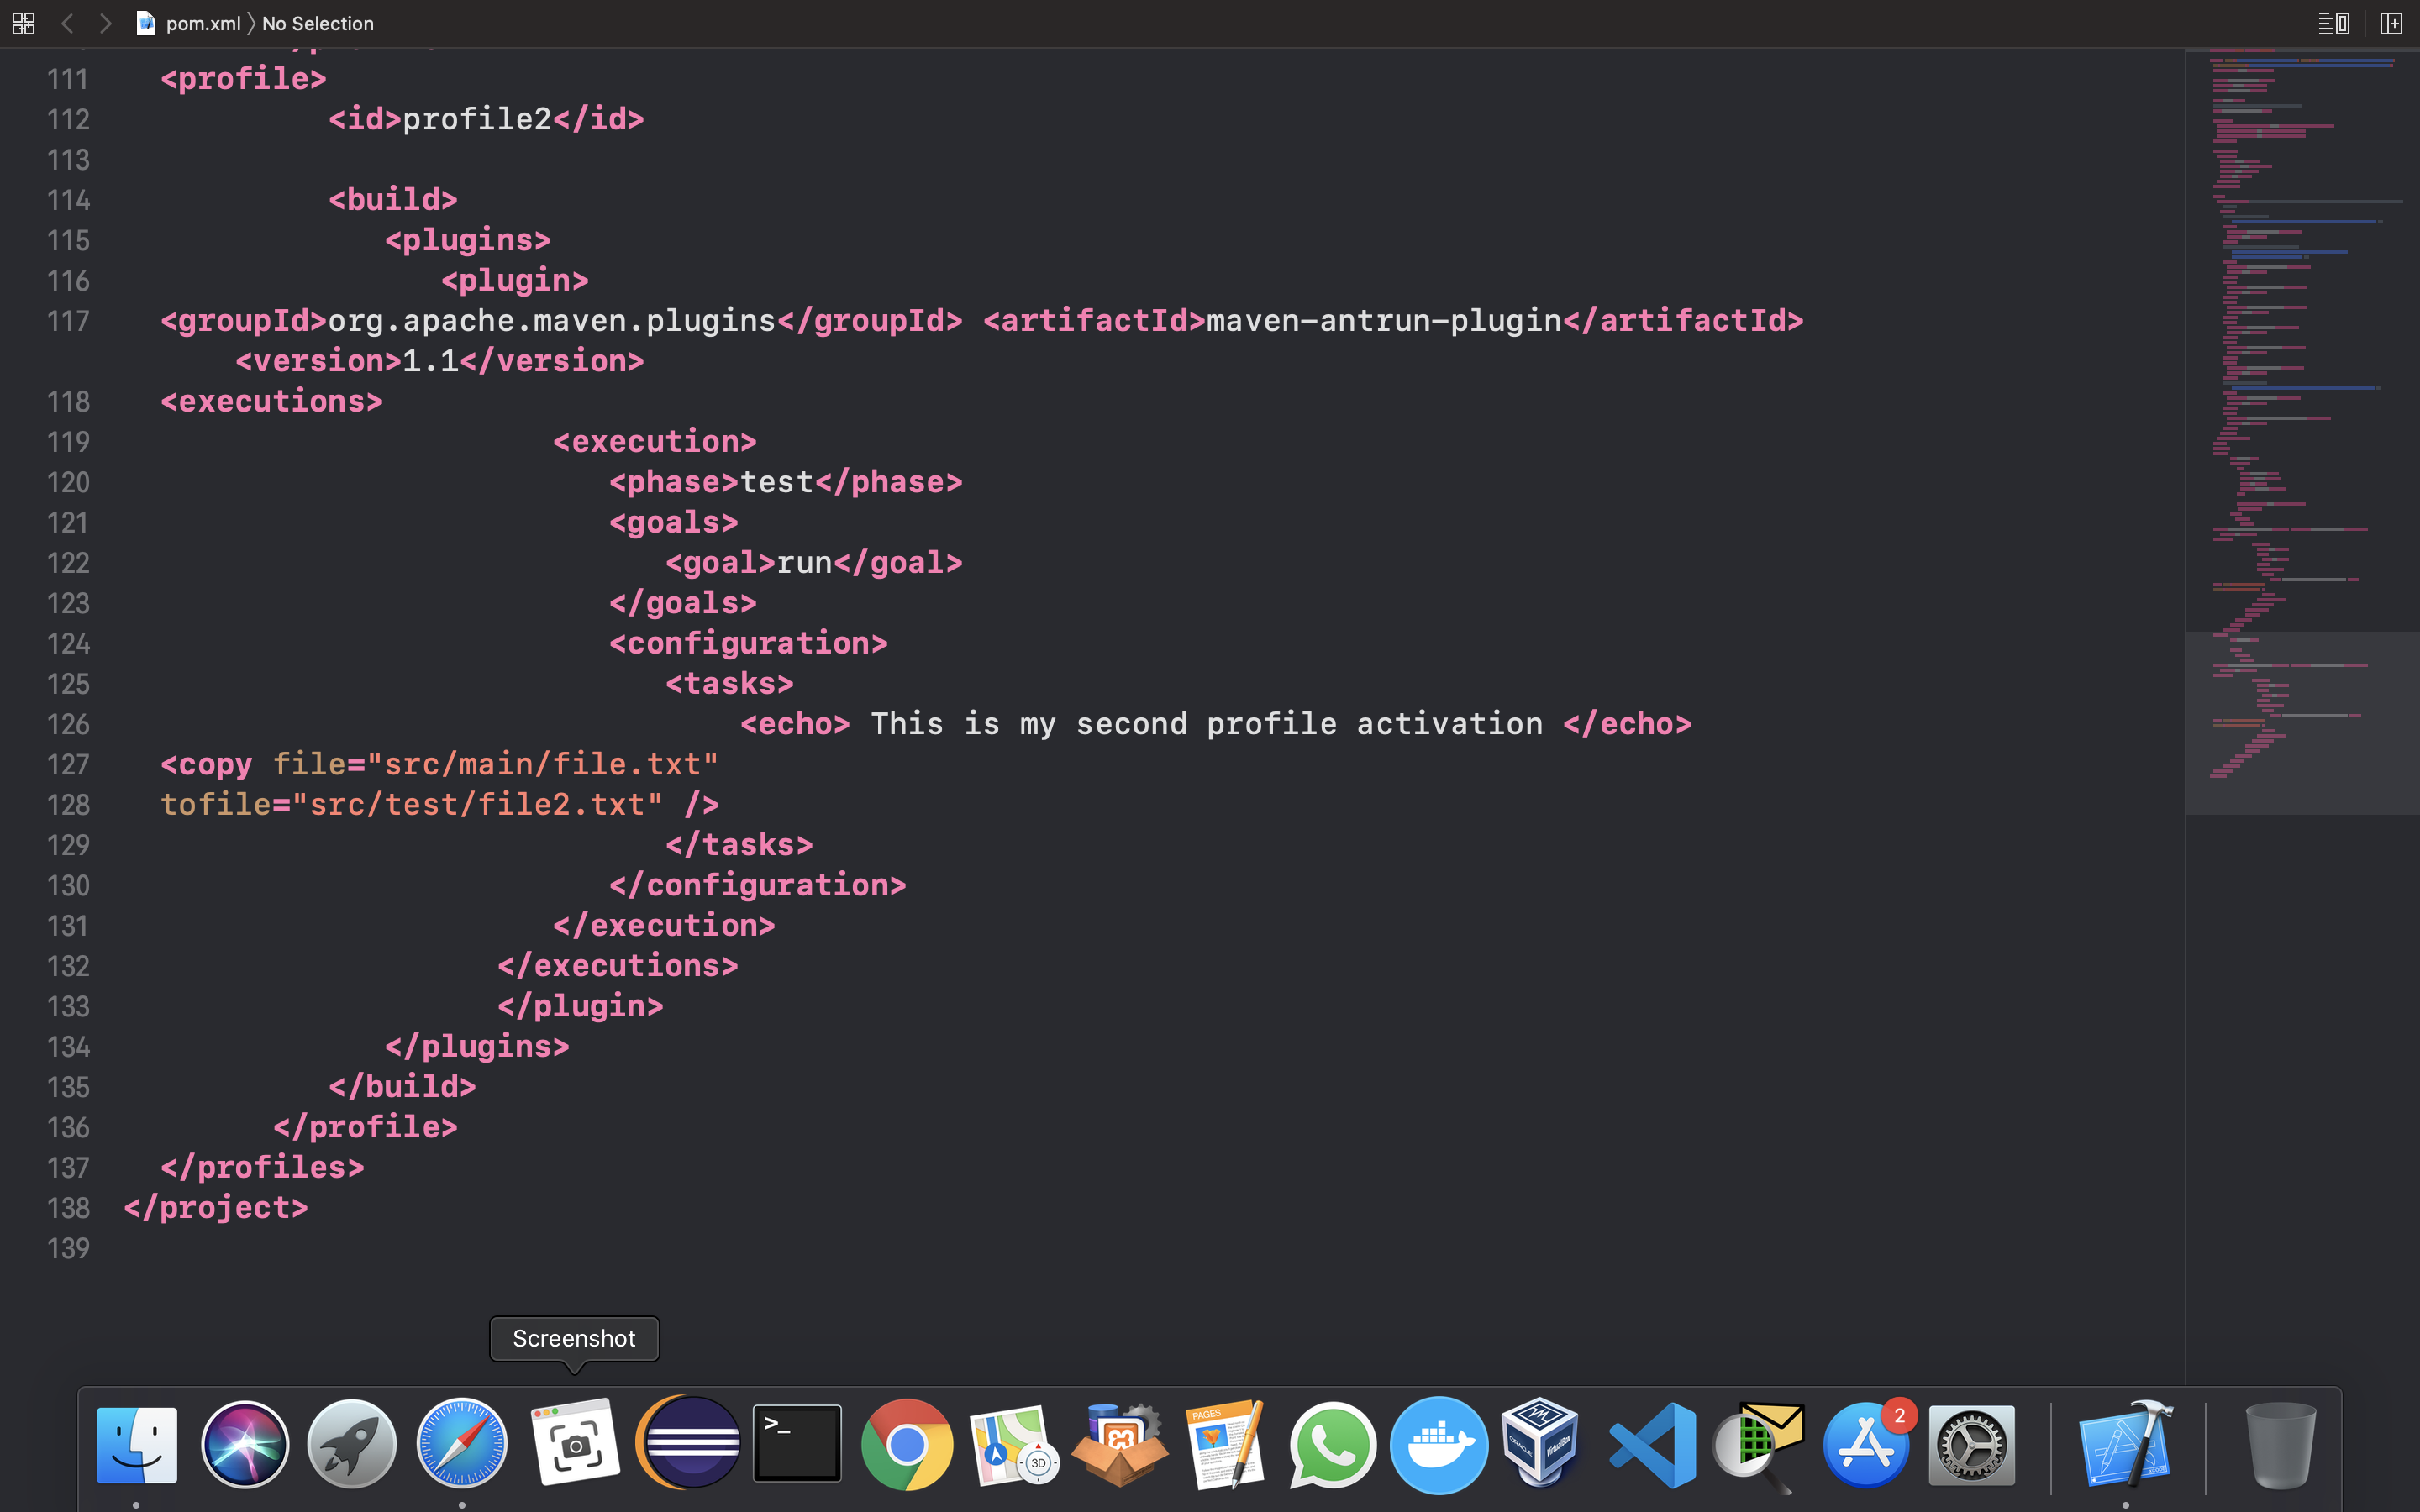 pom.xml 〉 No Selection
111 <profile>
112 <id>profile2</id>
113
114 <build>
115 <plugins>
116 <plugin>
117 <groupId>org.apache.maven.plugins</groupId> <artifactId>maven-antrun-plugin</artifactId>
<version>1.1</version>
118 <executions>
119 <execution>
120 <phase>test</phase>
121 <goals>
122 <goal>run</goal>
123 </goals>
124 <configuration>
125 <tasks>
126 <echo> This is my second profile activation </echo>
127 <copy file="src/main/file.txt"
128 tofile="src/test/file2.txt" />
129 </tasks>
130 </configuration>
131 </execution>
132 </executions>
133 </plugin>
134 </plugins>
135 </build>
136 </profile>
137 </profiles>
138 </project>
139
Screenshot
>_
3D
PAGES
ORACLE
VirtualBox
2